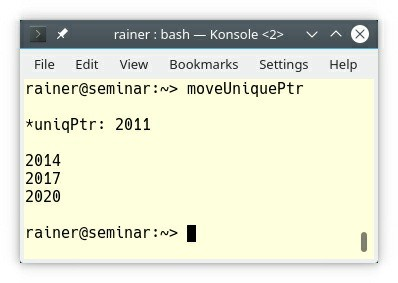 rainer : bash — Konsole <2>
File Edit View Bookmarks Settings Help
rainer@seminar:~> moveUniquePtr
*uniqPtr: 2011
2014
2017
2020
rainer@seminar:~>